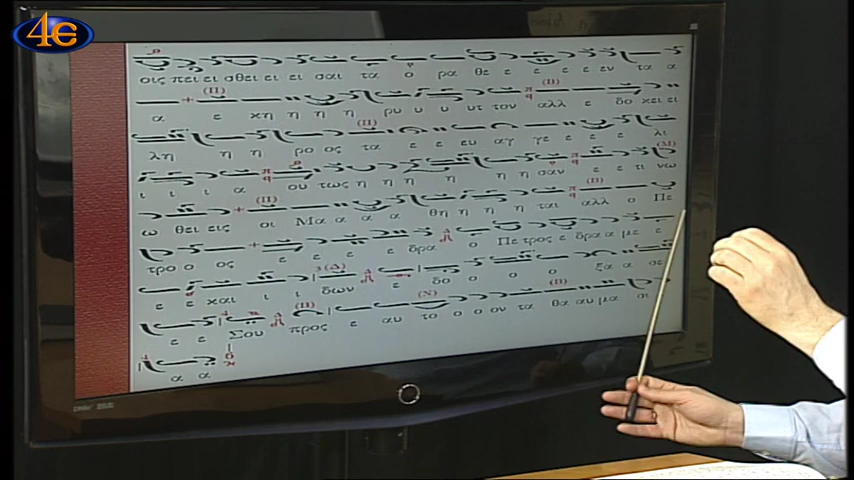 4ε
οις πει ει σθει ει ει σαι τα ο ρα θε ε ε ε ε εν τα α
α ε κη η η η ρυ υ υ υτ τον αλλ ε δο κει ει
λη η η ρο ος τα ε ε ευ αγ γε ε ε ε λι
ι ι ι α ου τως η η η η η η σαν ε ε τι νω
ω θει εις οι Μα α α α θη η η η ται αλλ ο Πε
τρο ο ος ε ε ε ε δρα ο Πε τρος ε δρα α με ε
ε ε και ι ι δων ε δο ο ο ο ξα α σε
ε ε Σου προς ε αυ το ο ο ον τα θα αυ μα σι
α α